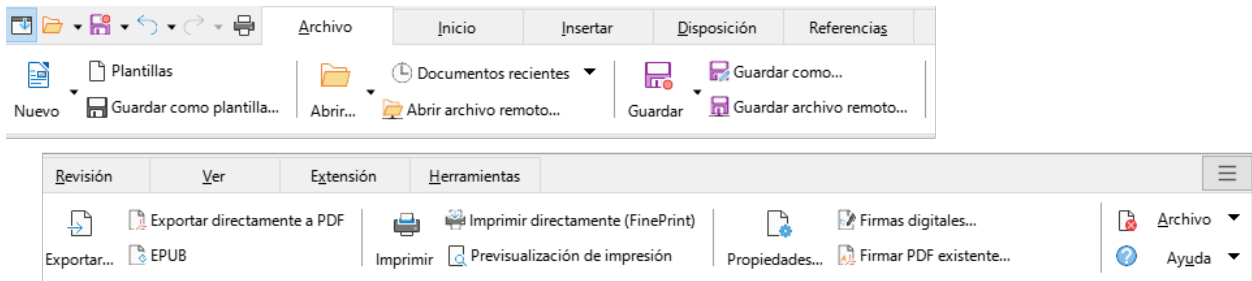 Archivo Inicio Insertar Disposición Referencias
Plantillas Documentos recientes Guardar como...
Nuevo Guardar como plantilla... Abrir... Abrir archivo remoto... Guardar Guardar archivo remoto...
Revisión Ver Extensión Herramientas
Exportar directamente a PDF Imprimir directamente (FinePrint) Firmas digitales... Archivo
Exportar... EPUB Imprimir Previsualización de impresión Propiedades... Firmar PDF existente... Ayuda